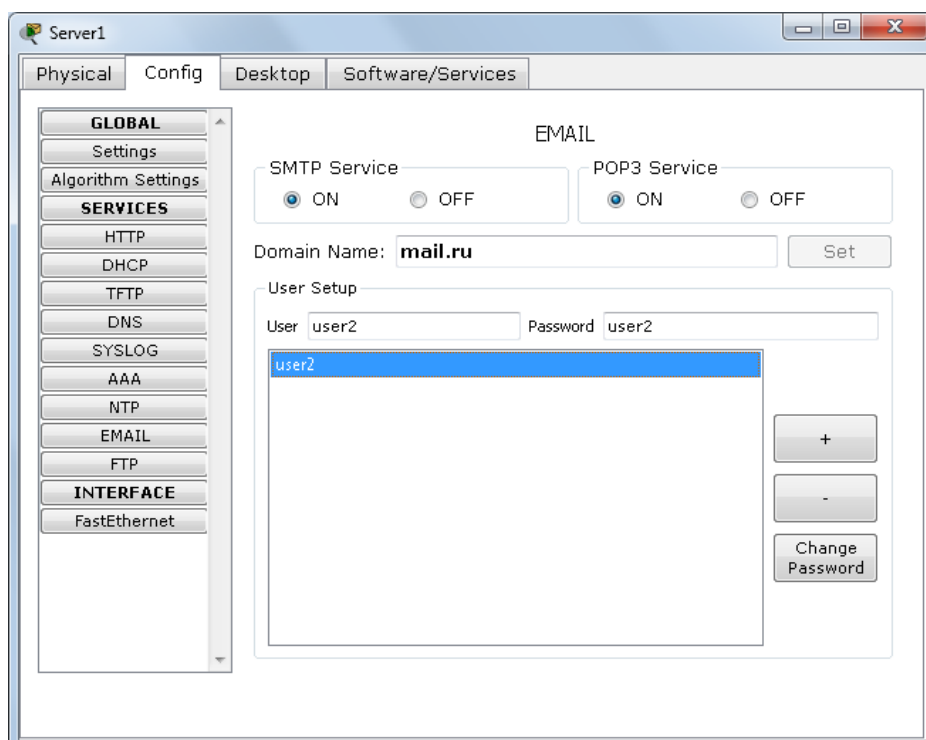 Server1
Physical Config Desktop Software/Services
GLOBAL
Settings
Algorithm Settings
SERVICES
HTTP
DHCP
TFTP
DNS
SYSLOG
AAA
NTP
EMAIL
FTP
INTERFACE
FastEthernet
EMAIL
SMTP Service
ON OFF
POP3 Service
ON OFF
Domain Name: mail.ru Set
User Setup
User user2 Password user2
user2
+
-
Change
Password